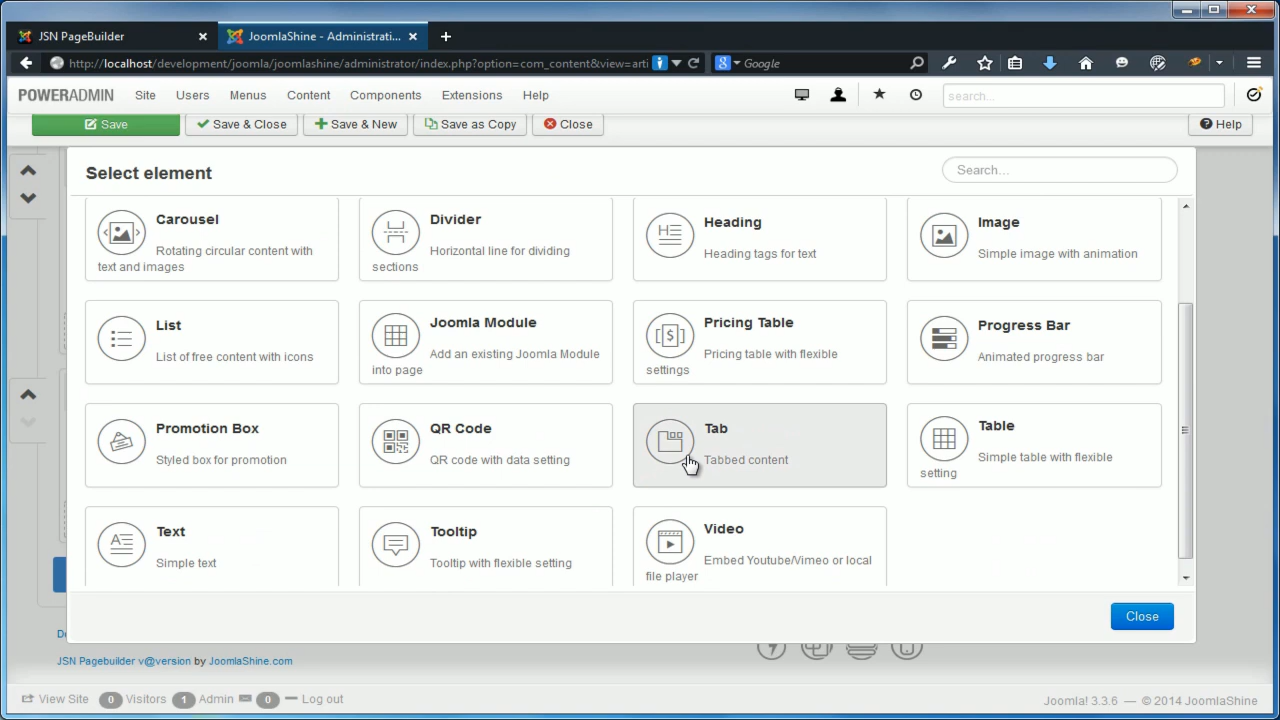 JSN PageBuilder
JoomlaShine - Administrati...
http://localhost/development/joomla/joomlashine/administrator/index.php?option=com_content&view=arti
Google
POWERADMIN
Site
Users
Menus
Content
Components
Extensions
Help
search...
Save
Save & Close
Save & New
Save as Copy
Close
Help
Select element
Search...
Carousel
Rotating circular content with
text and images
Divider
Horizontal line for dividing
sections
Heading
Heading tags for text
Image
Simple image with animation
List
List of free content with icons
Joomla Module
Add an existing Joomla Module
into page
Pricing Table
Pricing table with flexible
settings
Progress Bar
Animated progress bar
Promotion Box
Styled box for promotion
QR Code
QR code with data setting
Tab
Tabbed content
Table
Simple table with flexible
setting
Text
Simple text
Tooltip
Tooltip with flexible setting
Video
Embed Youtube/Vimeo or local
file player
Close
JSN Pagebuilder v@version by JoomlaShine.com
View Site
0 Visitors
1 Admin
0
Log out
Joomla! 3.3.6 — © 2014 JoomlaShine